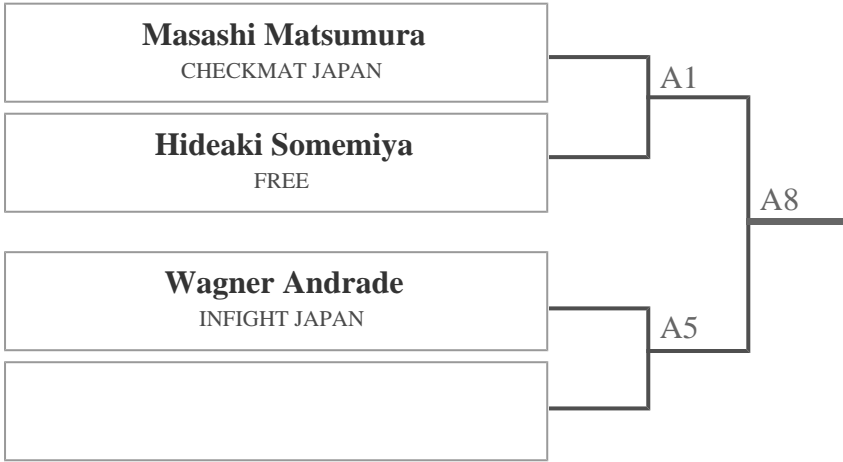 Masashi Matsumura
CHECKMAT JAPAN
A1
Hideaki Somemiya
FREE
A8
Wagner Andrade
INFIGHT JAPAN
A5